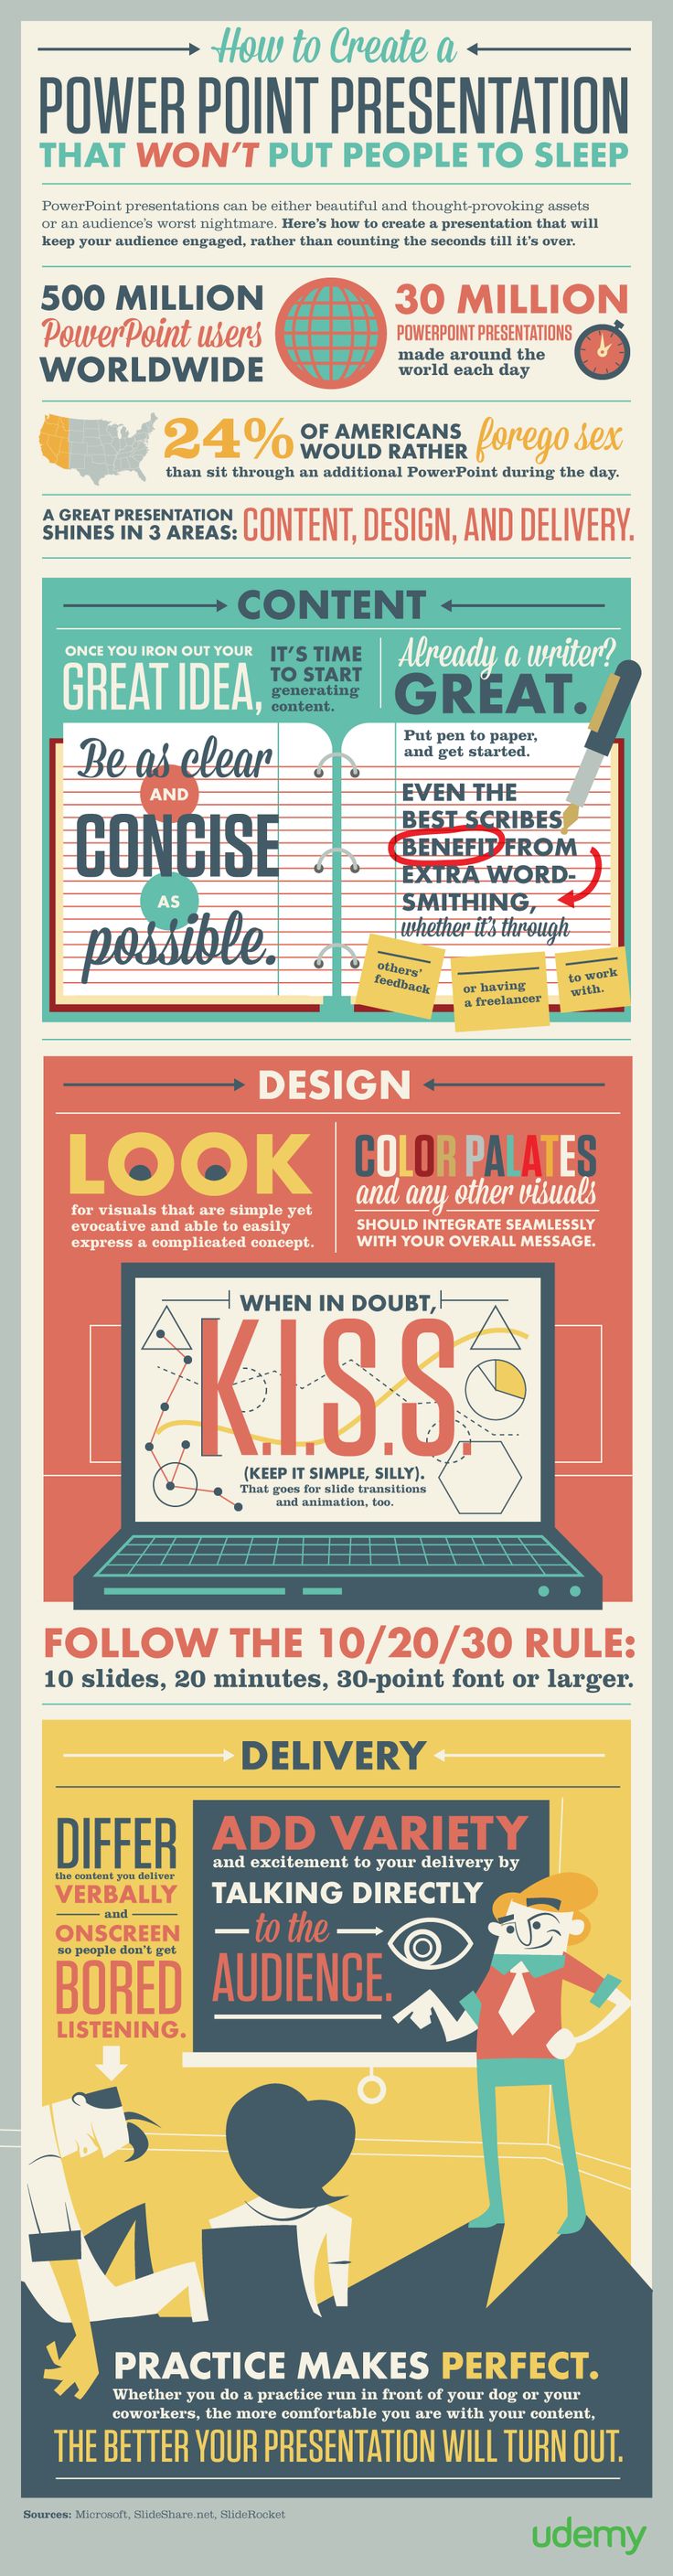 How to Create a
POWER POINT PRESENTATION
THAT WON'T PUT PEOPLE TO SLEEP
PowerPoint presentations can be either beautiful and thought-provoking assets
or an audience's worst nightmare. Here's how to create a presentation that will
keep your audience engaged, rather than counting the seconds till it's over.
500 MILLION
PowerPoint users
WORLDWIDE
30 MILLION
POWERPOINT PRESENTATIONS
made around the
world each day
24% OF AMERICANS
WOULD RATHER forego sex
than sit through an additional PowerPoint during the day.
A GREAT PRESENTATION
SHINES IN 3 AREAS: CONTENT, DESIGN, AND DELIVERY.
CONTENT
ONCE YOU IRON OUT YOUR
GREAT IDEA,
IT'S TIME
TO START
generating
content.
Already a writer?
GREAT.
Put pen to paper,
and get started.
Be as clear
AND
CONCISE
AS
possible.
EVEN THE
BEST SCRIBES
BENEFIT FROM
EXTRA WORD-
SMITHING,
whether it's through
others'
feedback
or having
a freelancer
to work
with.
DESIGN
LOOK
for visuals that are simple yet
evocative and able to easily
express a complicated concept.
COLOR PALATES
and any other visuals
SHOULD INTEGRATE SEAMLESSLY
WITH YOUR OVERALL MESSAGE.
WHEN IN DOUBT,
K.I.S.S.
(KEEP IT SIMPLE, SILLY).
That goes for slide transitions
and animation, too.
FOLLOW THE 10/20/30 RULE:
10 slides, 20 minutes, 30-point font or larger.
DELIVERY
DIFFER
the content you deliver
VERBALLY
and
ONSCREEN
so people don't get
BORED
LISTENING.
ADD VARIETY
and excitement to your delivery by
TALKING DIRECTLY
to the
AUDIENCE.
PRACTICE MAKES PERFECT.
Whether you do a practice run in front of your dog or your
coworkers, the more comfortable you are with your content,
THE BETTER YOUR PRESENTATION WILL TURN OUT.
Sources: Microsoft, SlideShare.net, SlideRocket
udemy